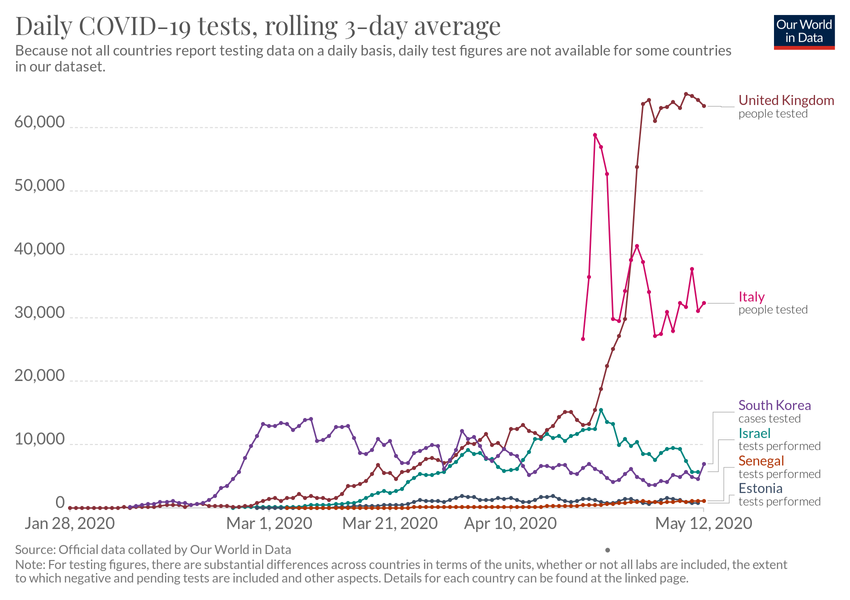 Daily COVID-19 tests, rolling 3-day average
Our World
in Data
Because not all countries report testing data on a daily basis, daily test figures are not available for some countries
in our dataset.
60,000
50,000
40,000
30,000
20,000
10,000
0
United Kingdom
people tested
Italy
people tested
South Korea
cases tested
Israel
tests performed
Senegal
tests performed
Estonia
tests performed
Jan 28, 2020
Mar 1, 2020
Mar 21, 2020
Apr 10, 2020
May 12, 2020
Source: Official data collated by Our World in Data
Note: For testing figures, there are substantial differences across countries in terms of the units, whether or not all labs are included, the extent
to which negative and pending tests are included and other aspects. Details for each country can be found at the linked page.